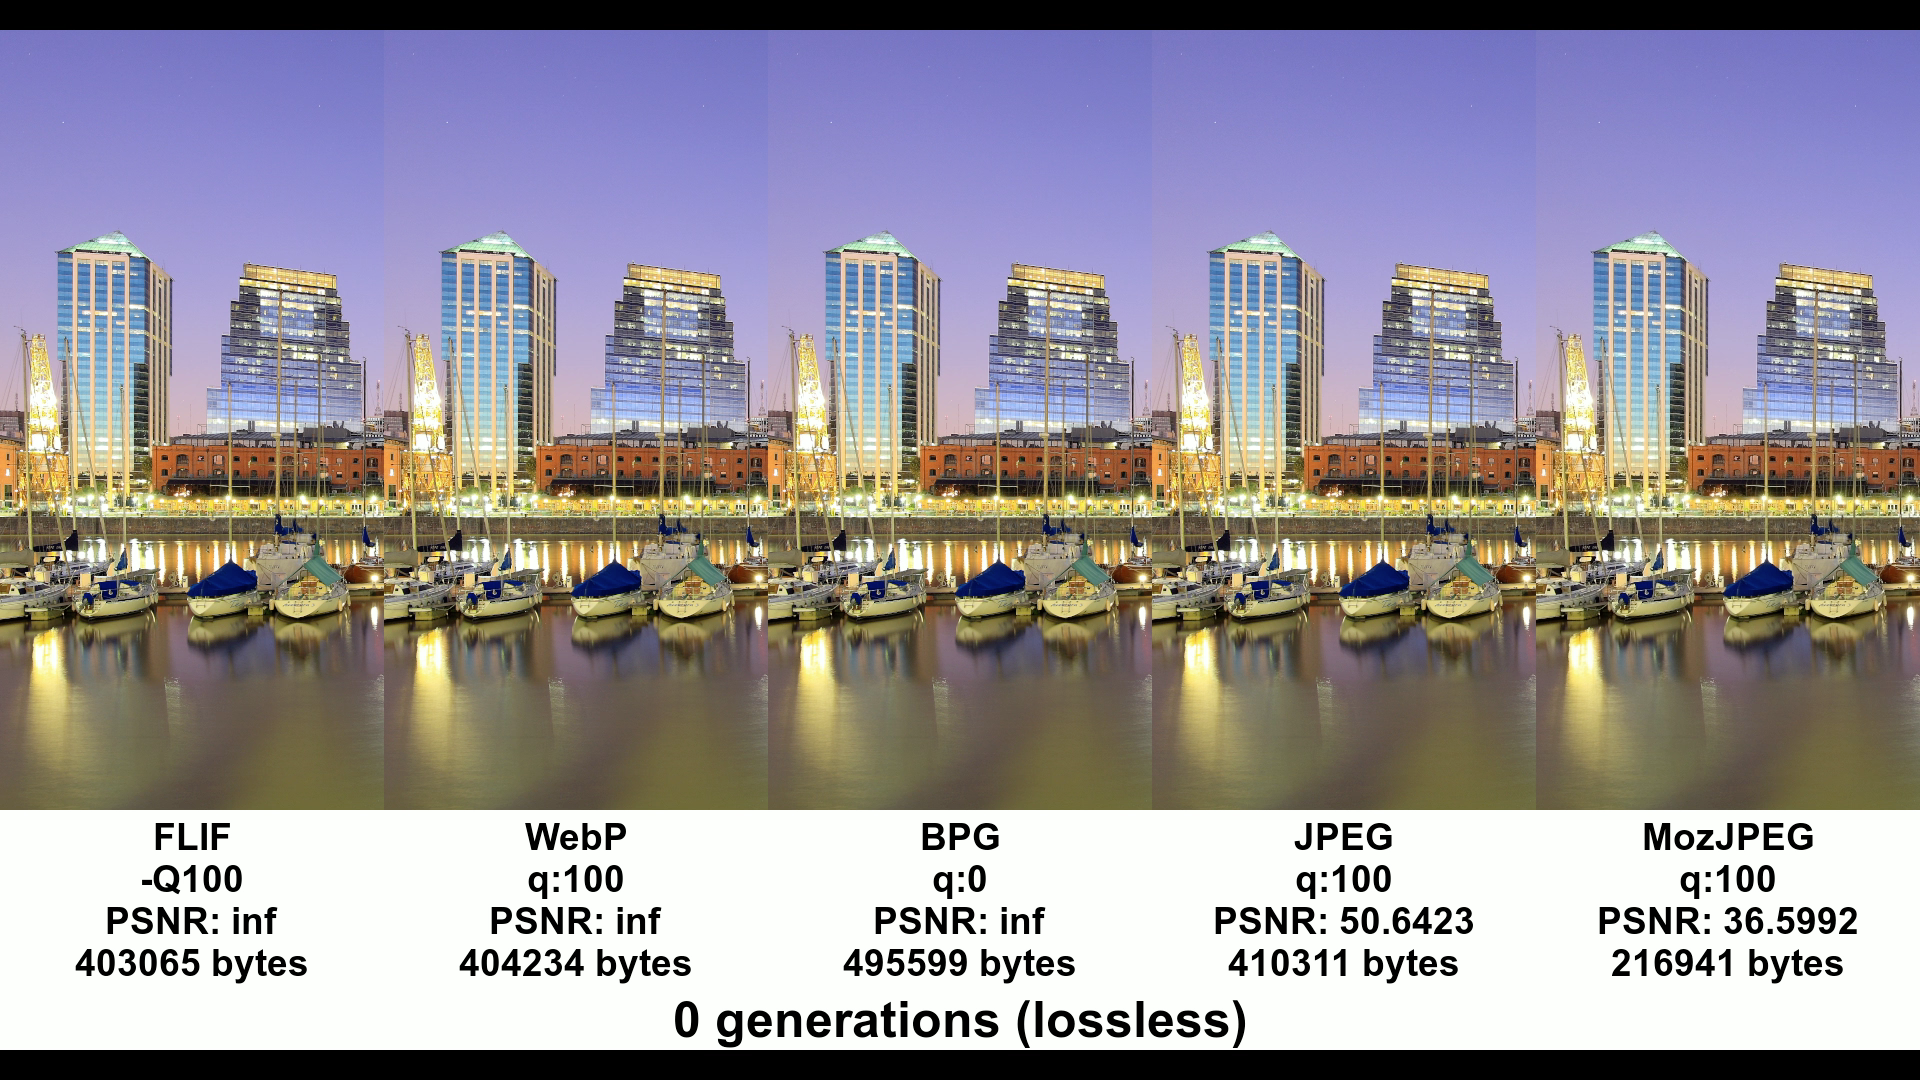 FLIF
-Q100
PSNR: inf
403065 bytes
WebP
q:100
PSNR: inf
404234 bytes
BPG
q:0
PSNR: inf
495599 bytes
JPEG
q:100
PSNR: 50.6423
410311 bytes
MozJPEG
q:100
PSNR: 36.5992
216941 bytes
0 generations (lossless)